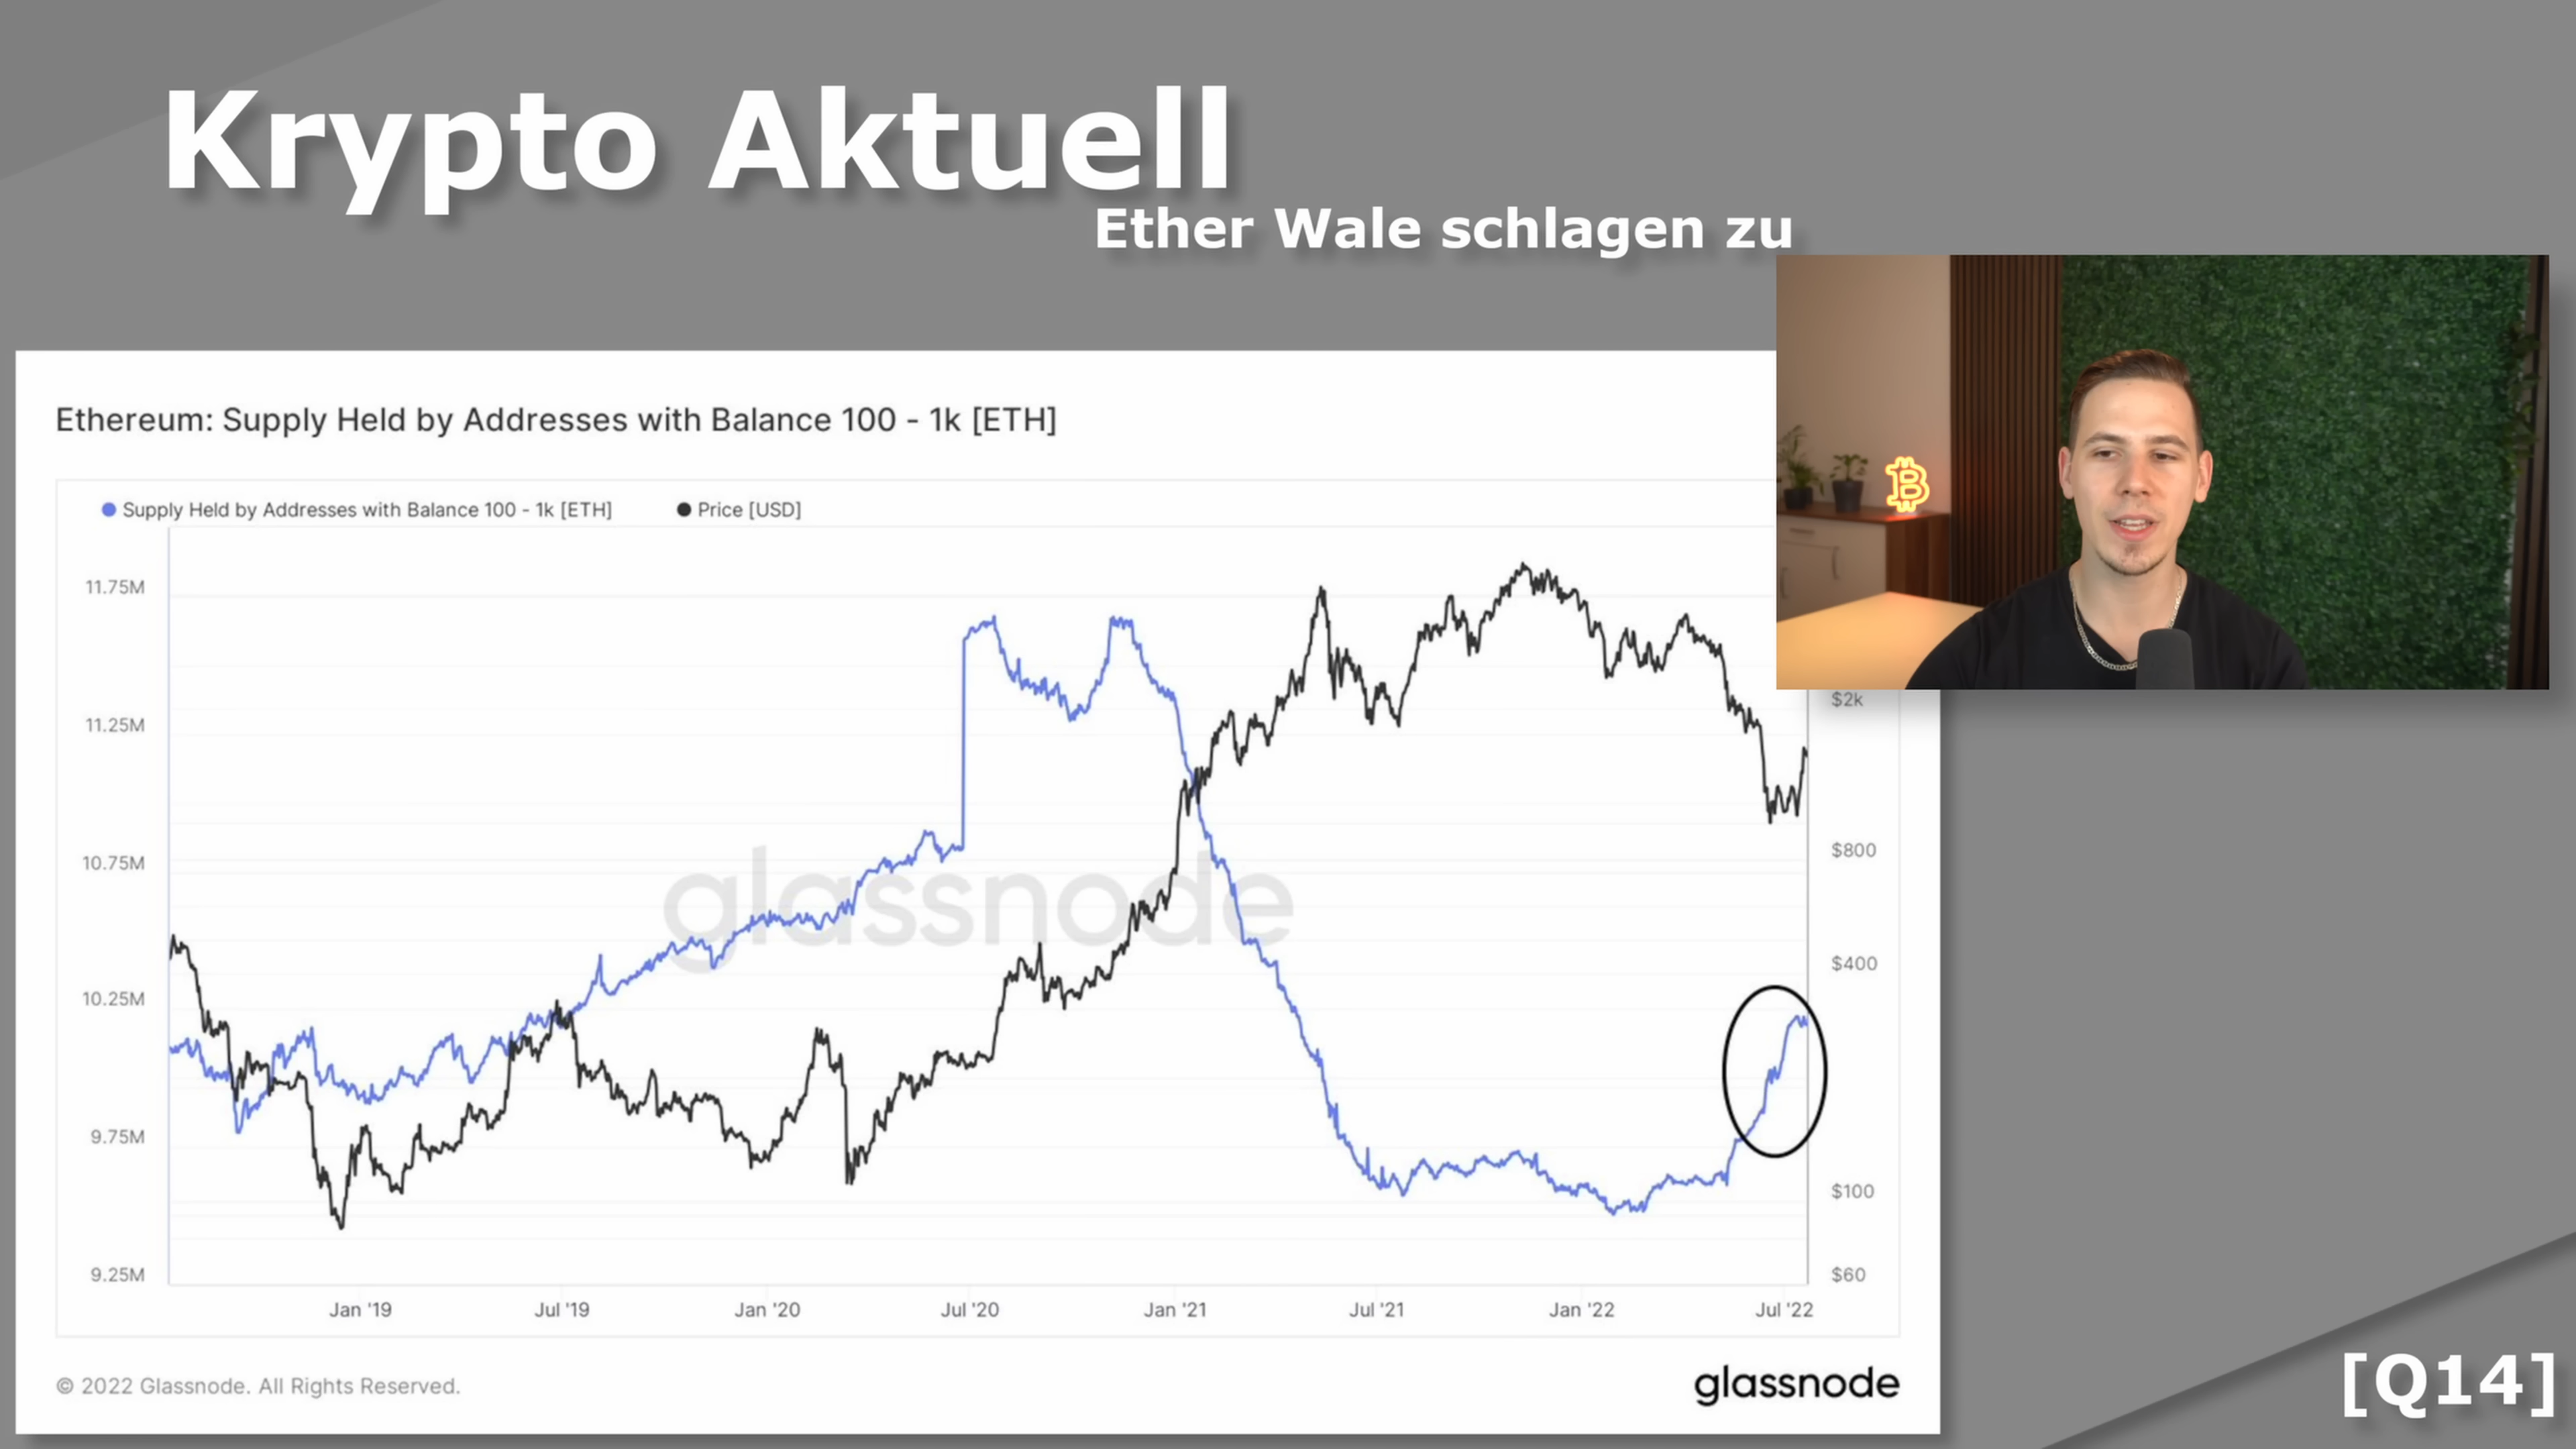 Krypto Aktuell
Ether Wale schlagen zu
Ethereum: Supply Held by Addresses with Balance 100 - 1k [ETH]
Supply Held by Addresses with Balance 100 - 1k [ETH] Price [USD]
11.75M
11.25M
10.75M
10.25M
9.75M
9.25M
$2k
$800
$400
$100
$60
glassnode
Jan '19 Jul '19 Jan '20 Jul '20 Jan '21 Jul '21 Jan '22 Jul '22
© 2022 Glassnode. All Rights Reserved.
glassnode
[Q14]